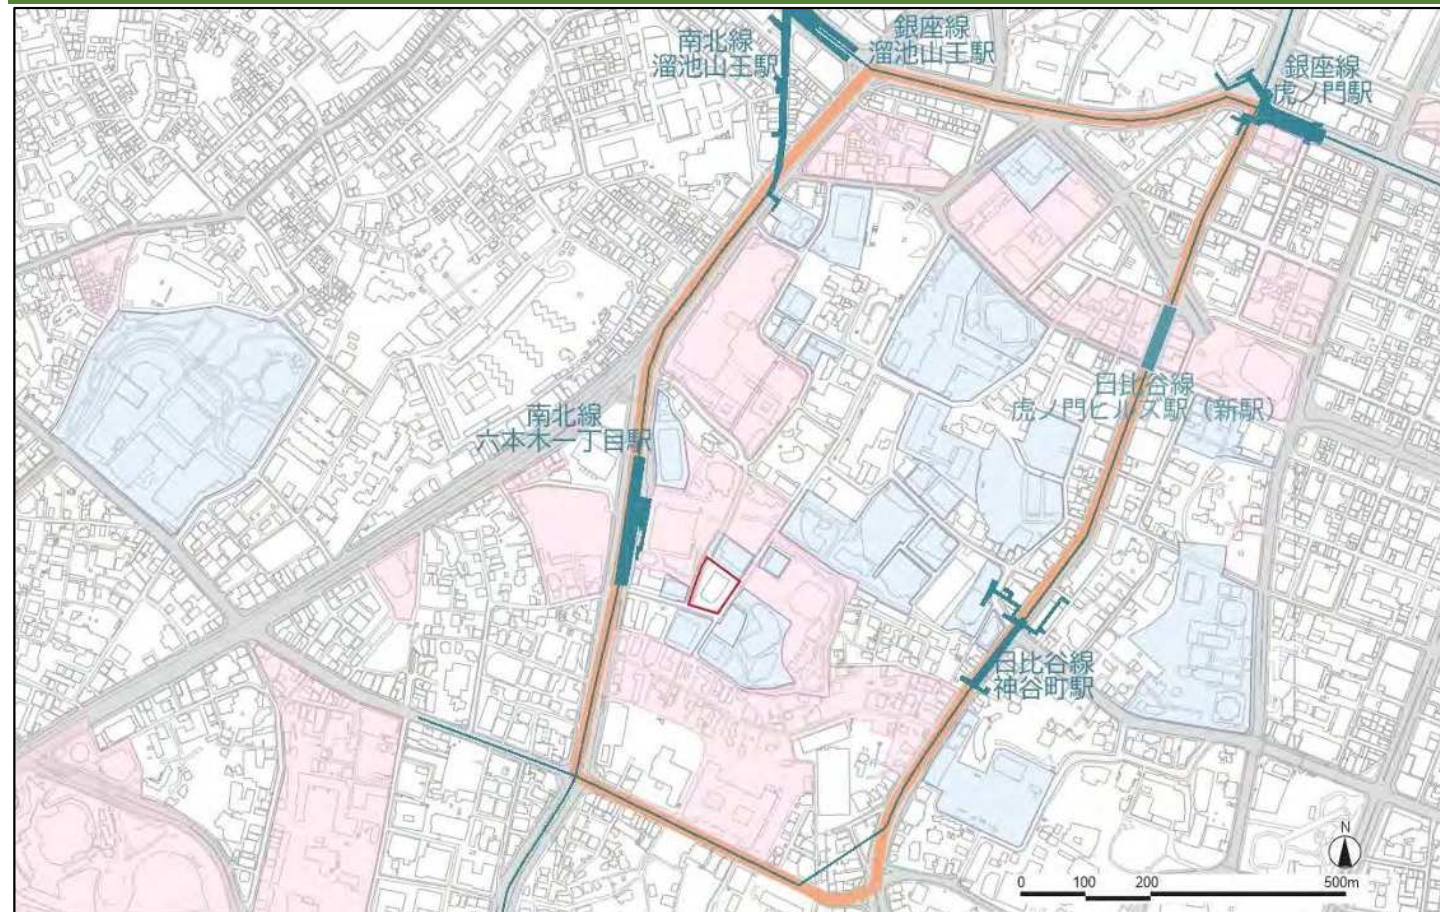 南北線
溜池山王駅
銀座線
溜池山王駅
銀座線
虎ノ門駅
日比谷線
虎ノ門ヒルズ駅（新駅）
南北線
六本木一丁目駅
日比谷線
神谷町駅
N
0 100 200 500m